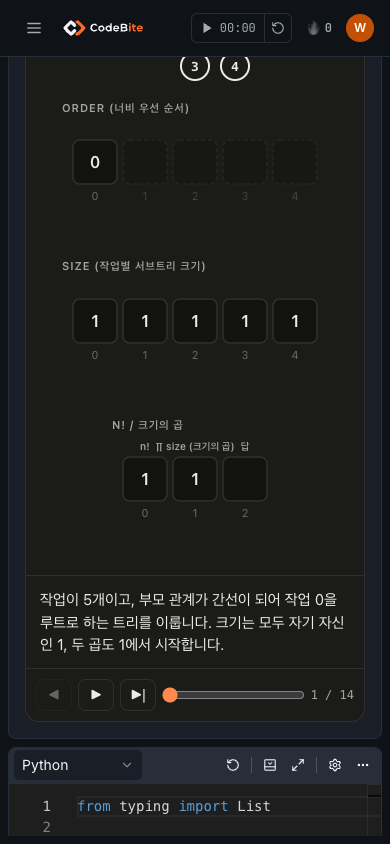 CodeBite
00:00
0
W
3 4
ORDER (너비 우선 순서)
0
0 1 2 3 4
SIZE (작업별 서브트리 크기)
1 1 1 1 1
0 1 2 3 4
N! / 크기의 곱
n! ∏ size (크기의 곱) 답
1 1
0 1 2
작업이 5개이고, 부모 관계가 간선이 되어 작업 0을
루트로 하는 트리를 이룹니다. 크기는 모두 자기 자신
인 1, 두 곱도 1에서 시작합니다.
1 / 14
Python
1 from typing import List
2